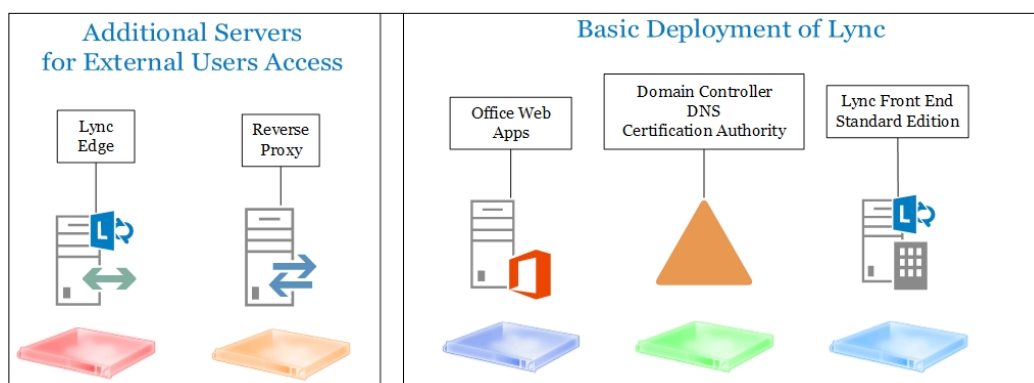 Additional Servers
for External Users Access
Lync
Edge
Reverse
Proxy
Basic Deployment of Lync
Office Web
Apps
Domain Controller
DNS
Certification Authority
Lync Front End
Standard Edition
L
L